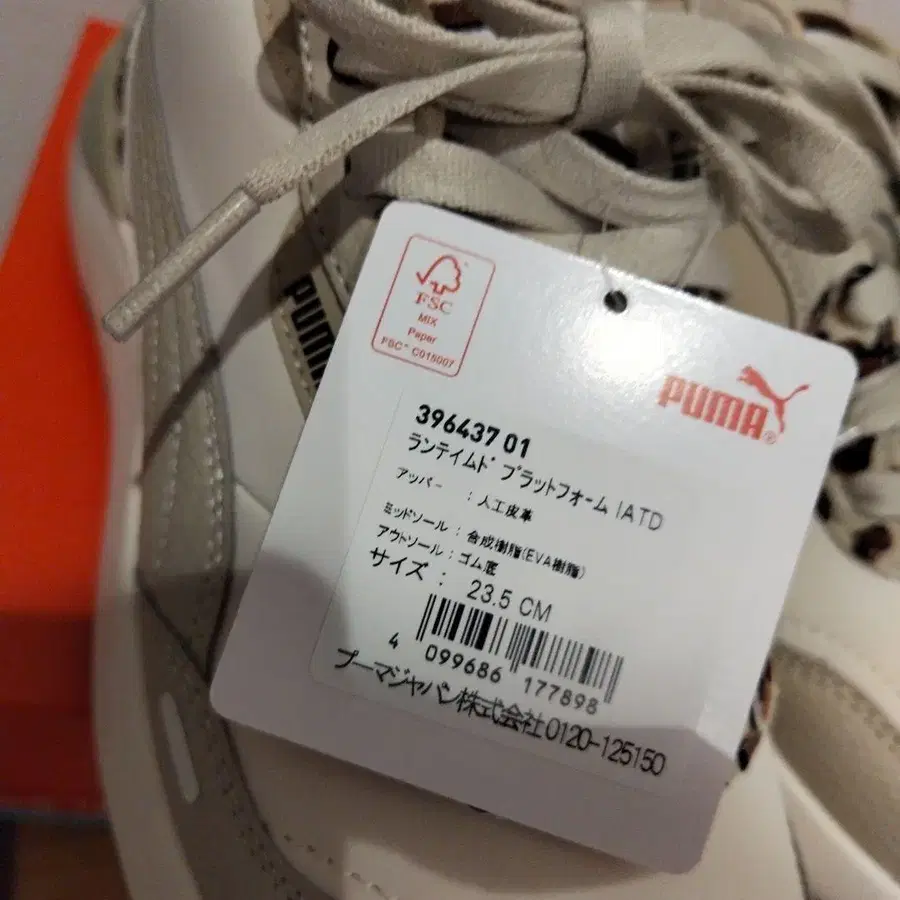 FSC
MIX
Paper
FSC™ C015007
PUMA
PUMA®
396437 01
ランテイムド プラットフォーム IATD
アッパー : 人工皮革
ミッドソール : 合成樹脂(EVA樹脂)
アウトソール : ゴム底
サイズ : 23.5 CM
4 099686 177898
プーマジャパン株式会社 0120-125150